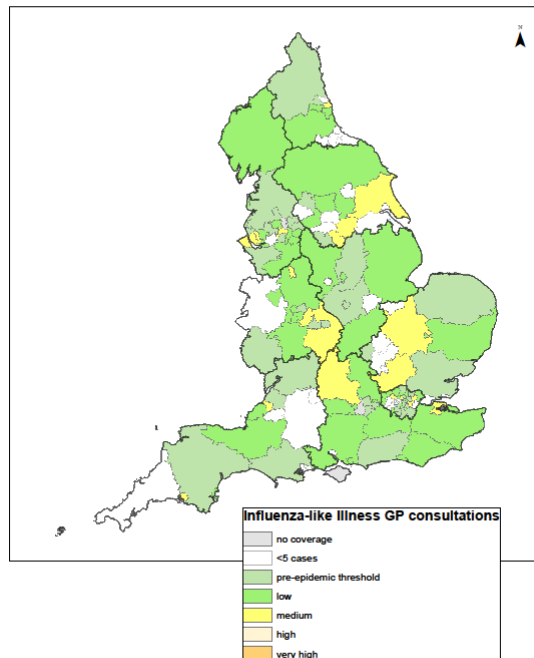 N
Influenza-like Illness GP consultations
no coverage
<5 cases
pre-epidemic threshold
low
medium
high
very high